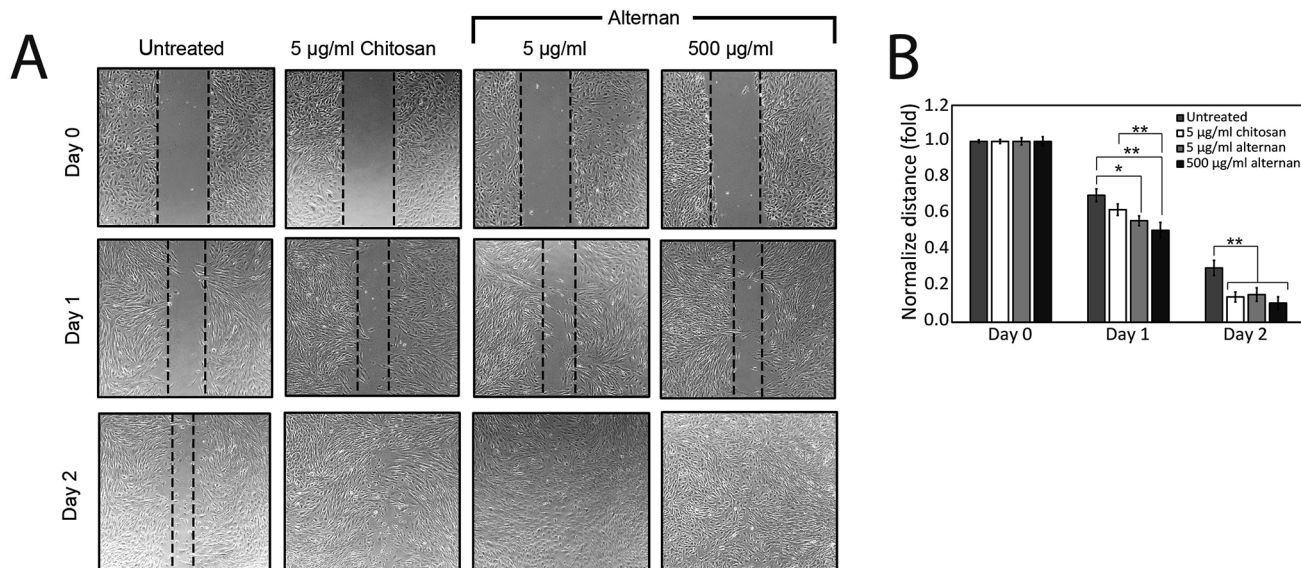 A
Alternan
Untreated
5 µg/ml Chitosan
5 µg/ml
500 µg/ml
Day 0
Day 1
Day 2
B
Normalize distance (fold)
1.2
1.0
0.8
0.6
0.4
0.2
0.0
Untreated
5 µg/ml chitosan
5 µg/ml alternan
500 µg/ml alternan
**
**
*
**
Day 0
Day 1
Day 2